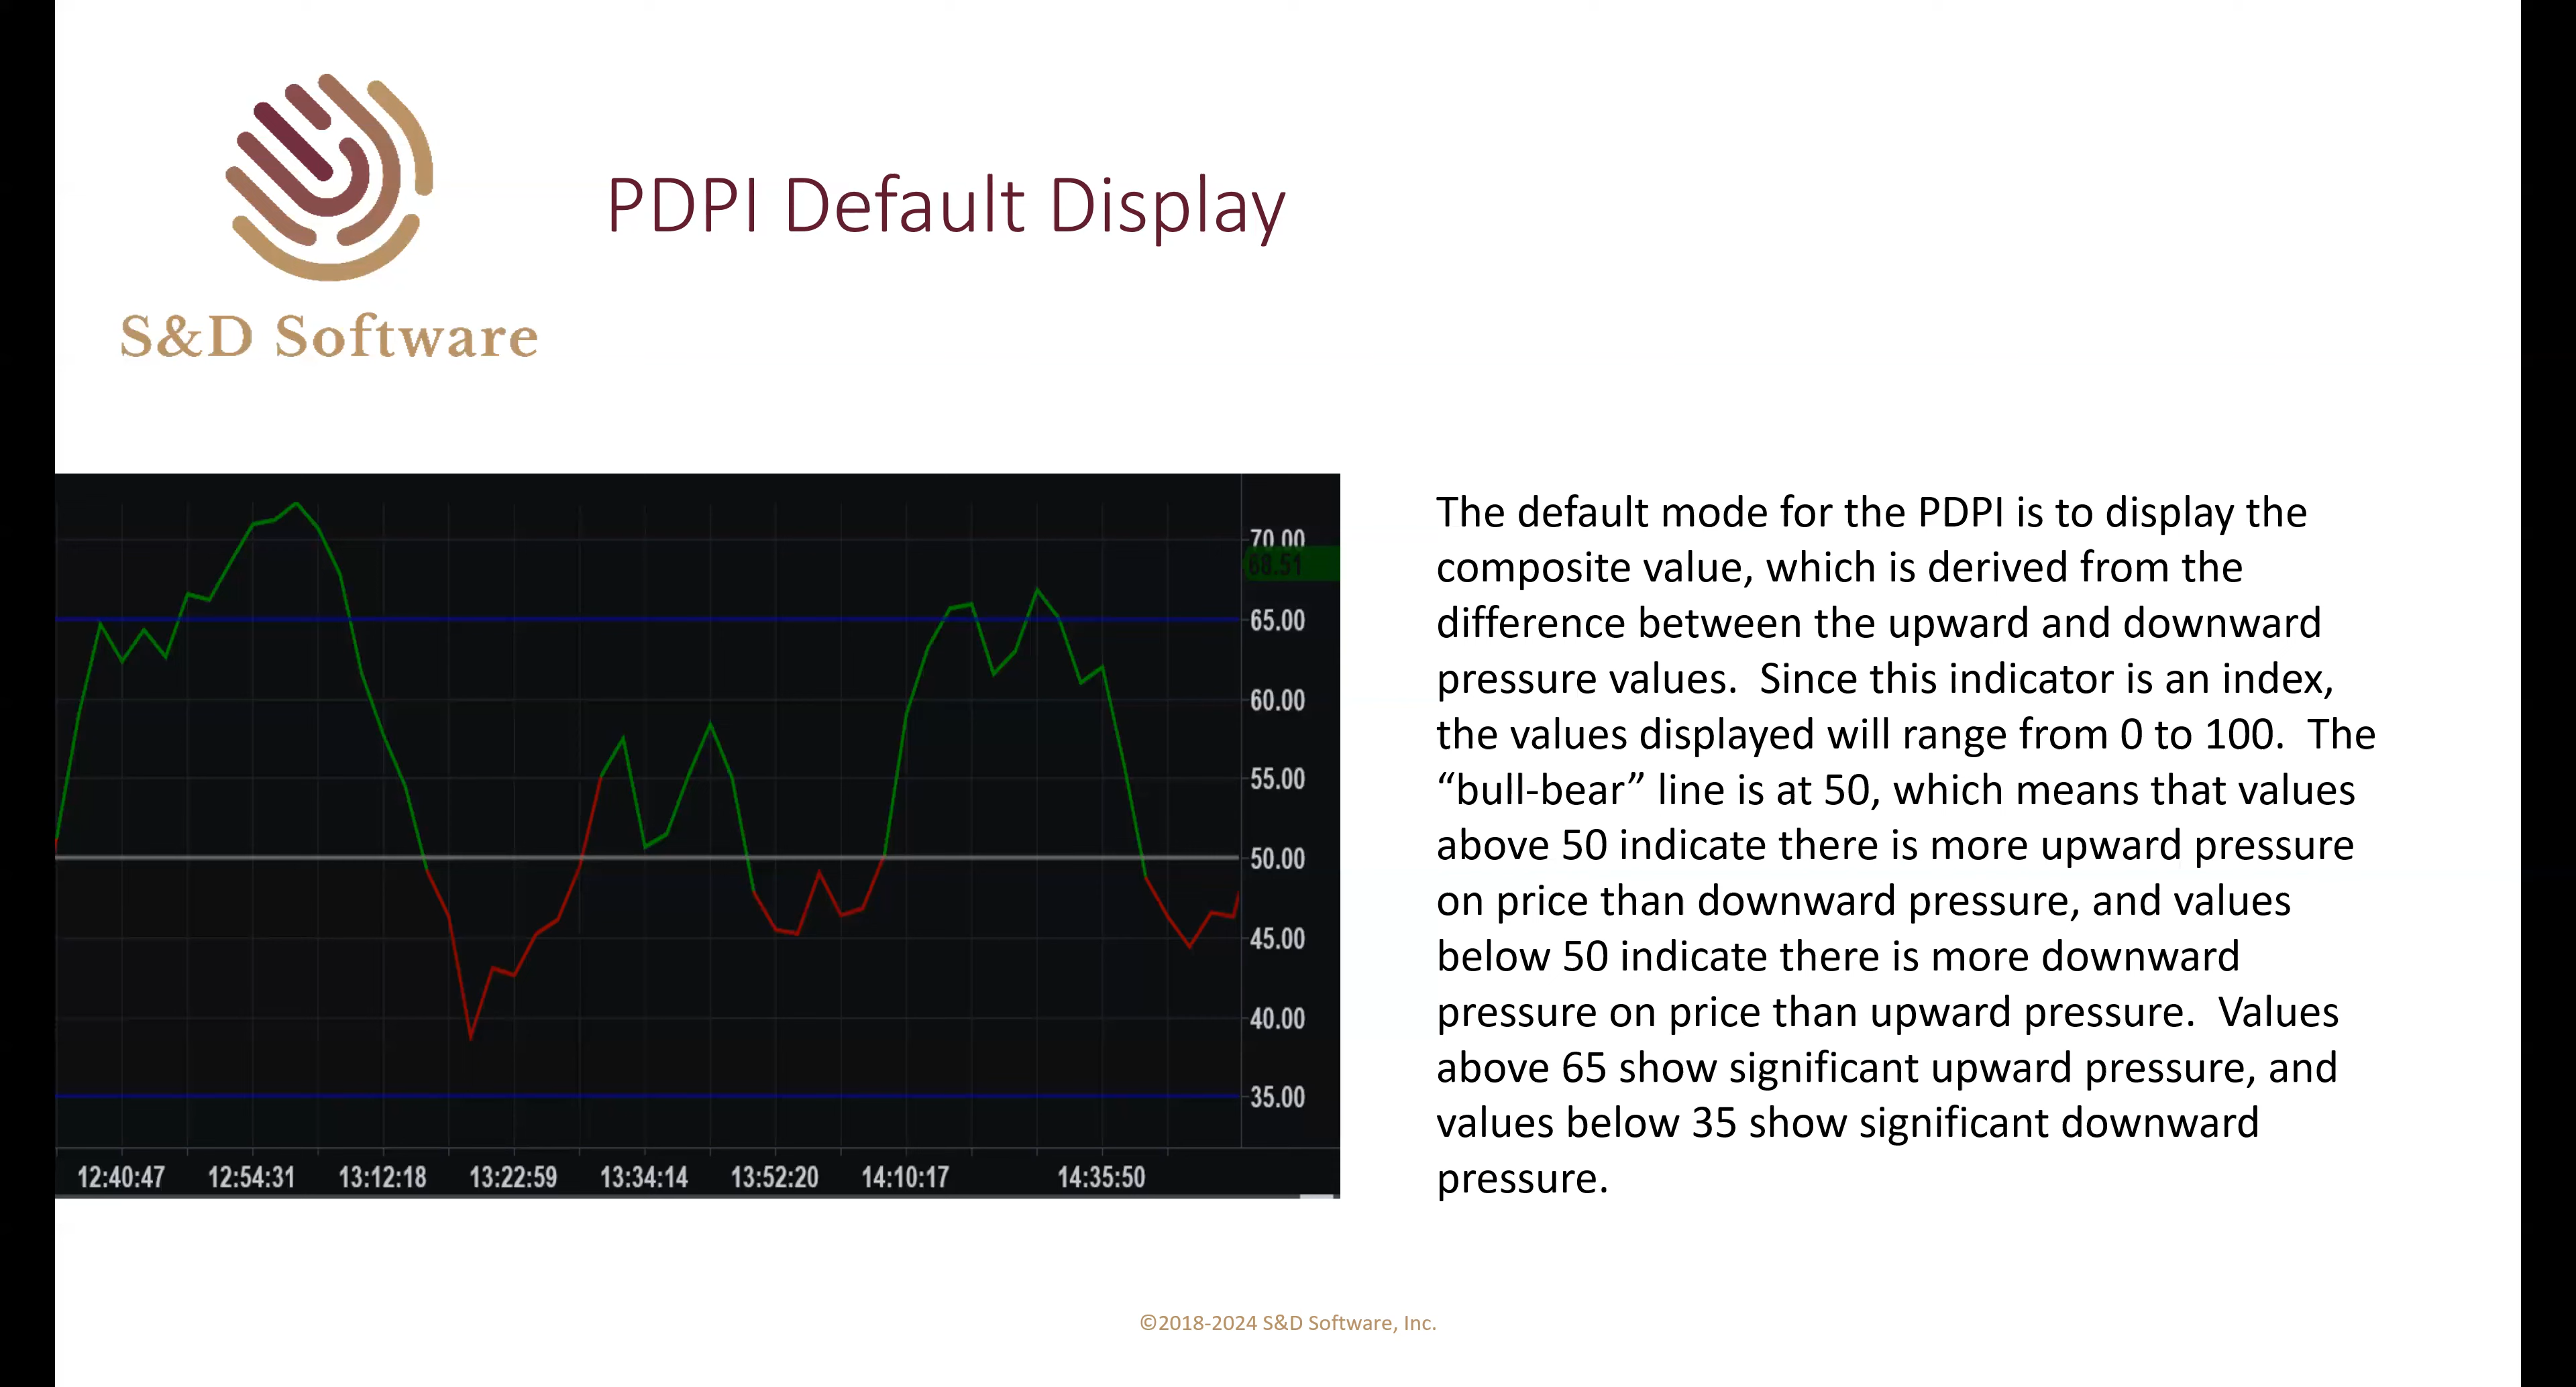 S&D Software
PDPI Default Display
70.00
68.51
65.00
60.00
55.00
50.00
45.00
40.00
35.00
12:40:47 12:54:31 13:12:18 13:22:59 13:34:14 13:52:20 14:10:17 14:35:50
The default mode for the PDPI is to display the
composite value, which is derived from the
difference between the upward and downward
pressure values.  Since this indicator is an index,
the values displayed will range from 0 to 100.  The
“bull-bear” line is at 50, which means that values
above 50 indicate there is more upward pressure
on price than downward pressure, and values
below 50 indicate there is more downward
pressure on price than upward pressure.  Values
above 65 show significant upward pressure, and
values below 35 show significant downward
pressure.
©2018-2024 S&D Software, Inc.